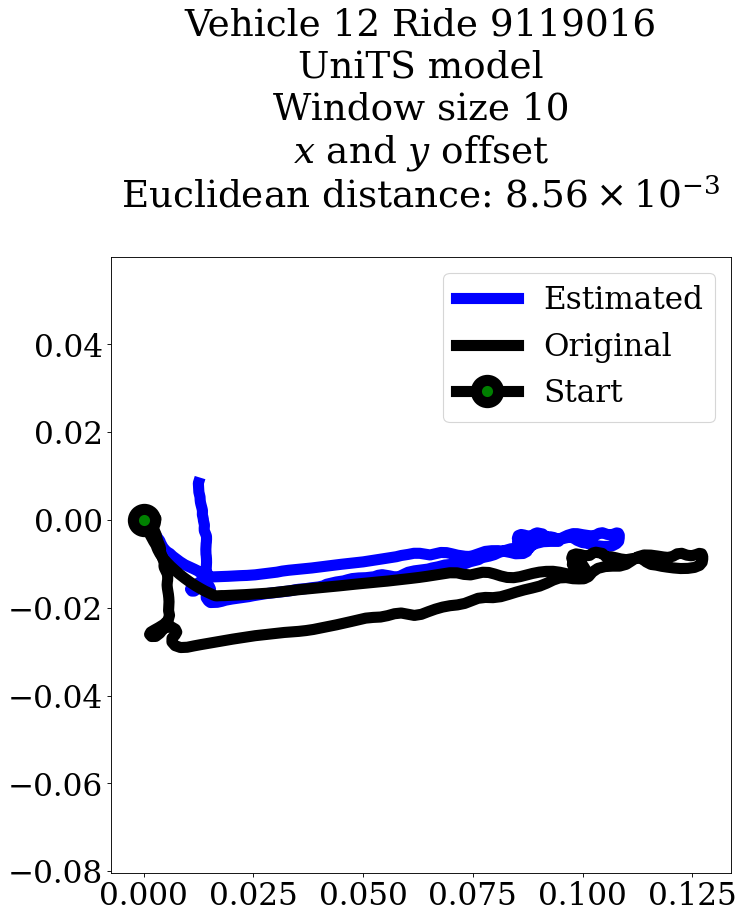 Vehicle 12 Ride 9119016
UniTS model
Window size 10
x and y offset
Euclidean distance: 8.56 × 10⁻³
Estimated
Original
Start
0.04
0.02
0.00
−0.02
−0.04
−0.06
−0.08
0.000 0.025 0.050 0.075 0.100 0.125